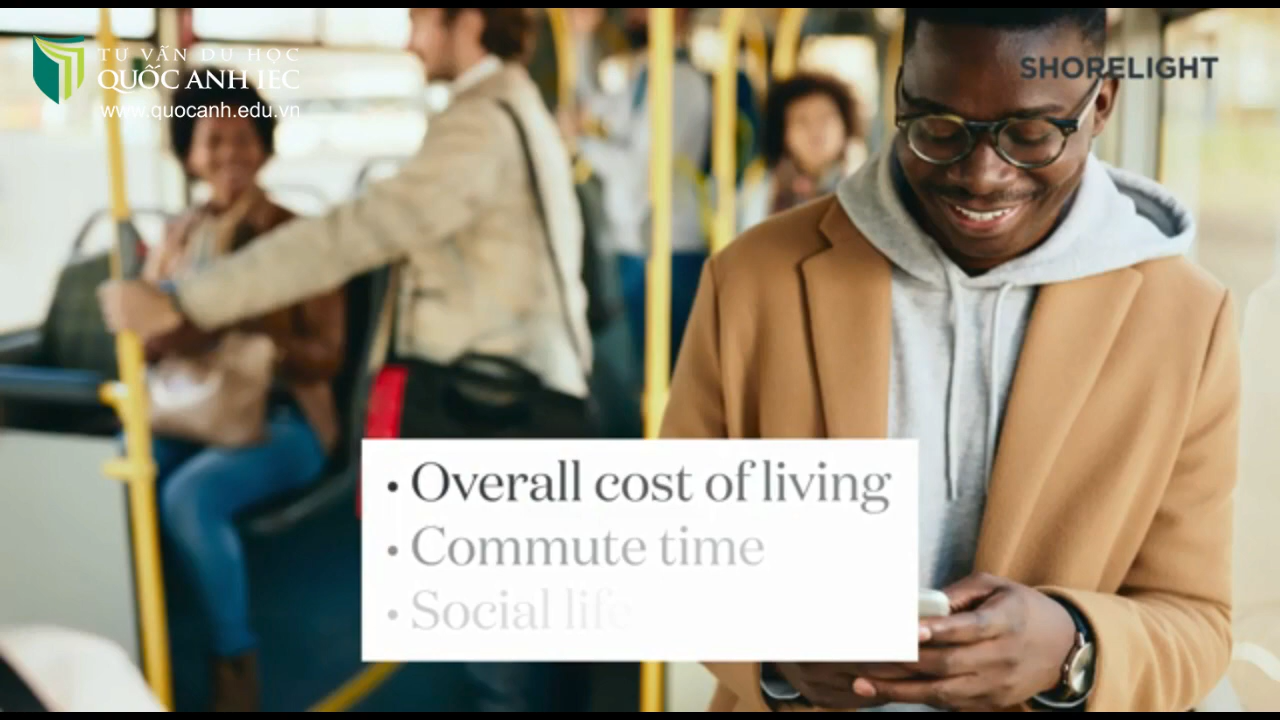 TƯ VẤN DU HỌC
QUỐC ANH IEC
www.quocanh.edu.vn
SHORELIGHT
• Overall cost of living
• Commute time
• Social life